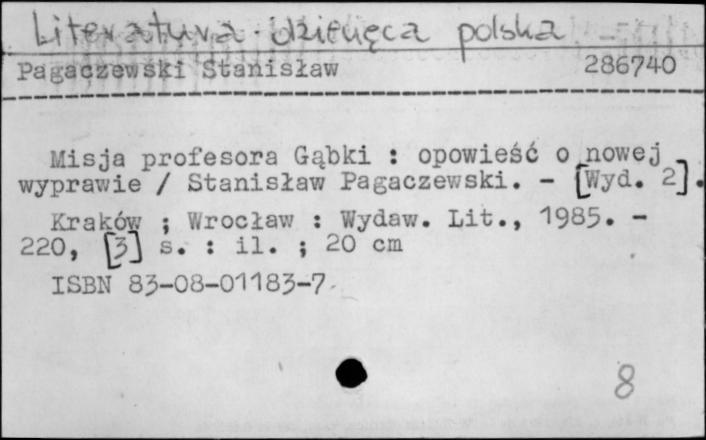 Literatura dziecięca polska
Pagaczewski Stanisław 286740
Misja profesora Gąbki : opowieść o nowej
wyprawie / Stanisław Pagaczewski. - [Wyd. 2].
Kraków ; Wrocław : Wydaw. Lit., 1985. -
220, [3] s. : il. ; 20 cm
ISBN 83-08-01183-7
8